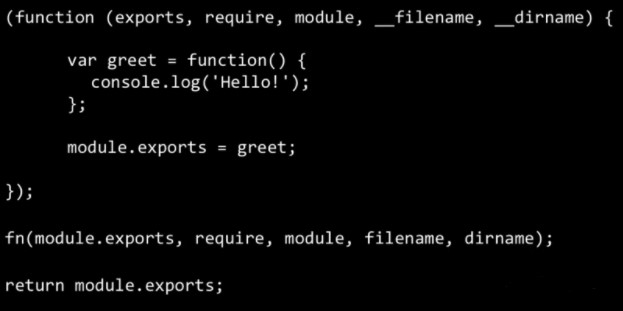 (function (exports, require, module, __filename, __dirname) {
var greet = function() {
console.log('Hello!');
};
module.exports = greet;
});
fn(module.exports, require, module, filename, dirname);
return module.exports;